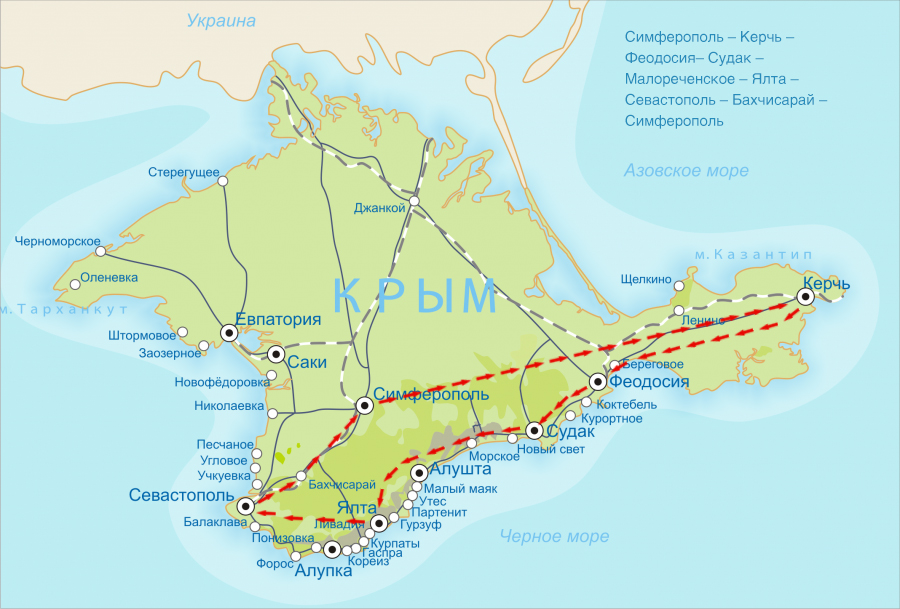 Украина
Симферополь – Керчь –
Феодосия– Судак –
Малореченское – Ялта –
Севастополь – Бахчисарай –
Симферополь
Азовское море
Стерегущее
Джанкой
Черноморское
м.Казантип
Оленевка
Щелкино
Керчь
КРЫМ
м.Тарханкут
Евпатория
Ленино
Штормовое
Заозерное
Саки
Береговое
Новофёдоровка
Феодосия
Николаевка
Симферополь
Коктебель
Курортное
Судак
Песчаное
Новый свет
Угловое
Морское
Учкуевка
Алушта
Бахчисарай
Малый маяк
Севастополь
Утес
Ялта
Партенит
Балаклава
Ливадия
Гурзуф
Понизовка
Черное море
Курпаты
Гаспра
Форос
Кореиз
Алупка